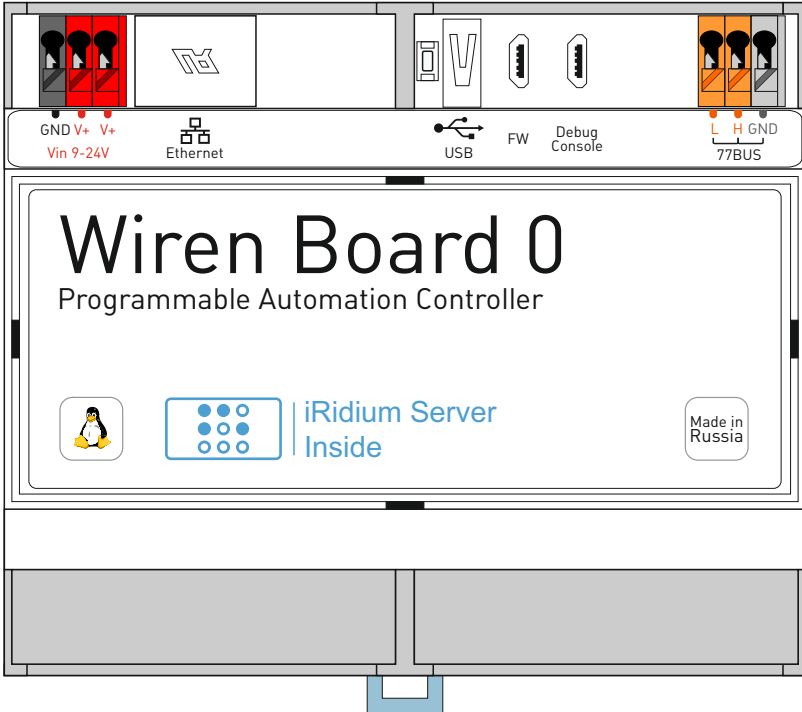 GND V+ V+
Vin 9-24V
Ethernet
USB
FW
Debug
Console
L H GND
77BUS
Wiren Board 0
Programmable Automation Controller
iRidium Server
Inside
Made in
Russia